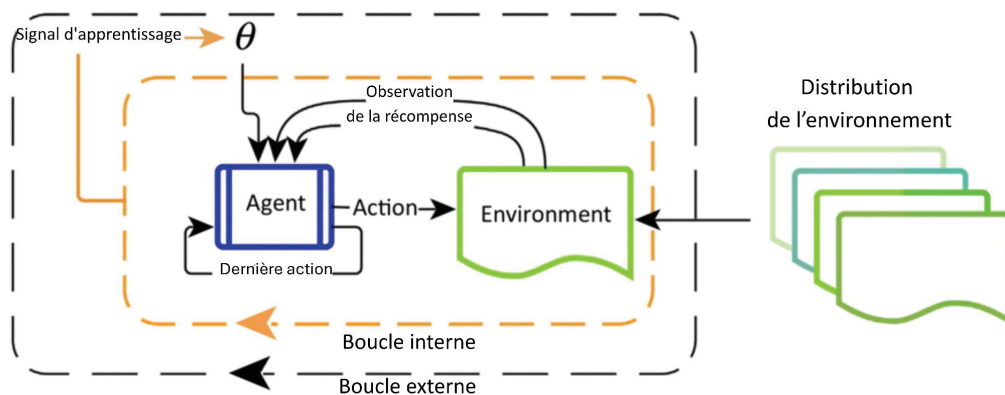 Signal d'apprentissage
θ
Observation
de la récompense
Distribution
de l'environnement
Agent
Action
Environment
Dernière action
Boucle interne
Boucle externe